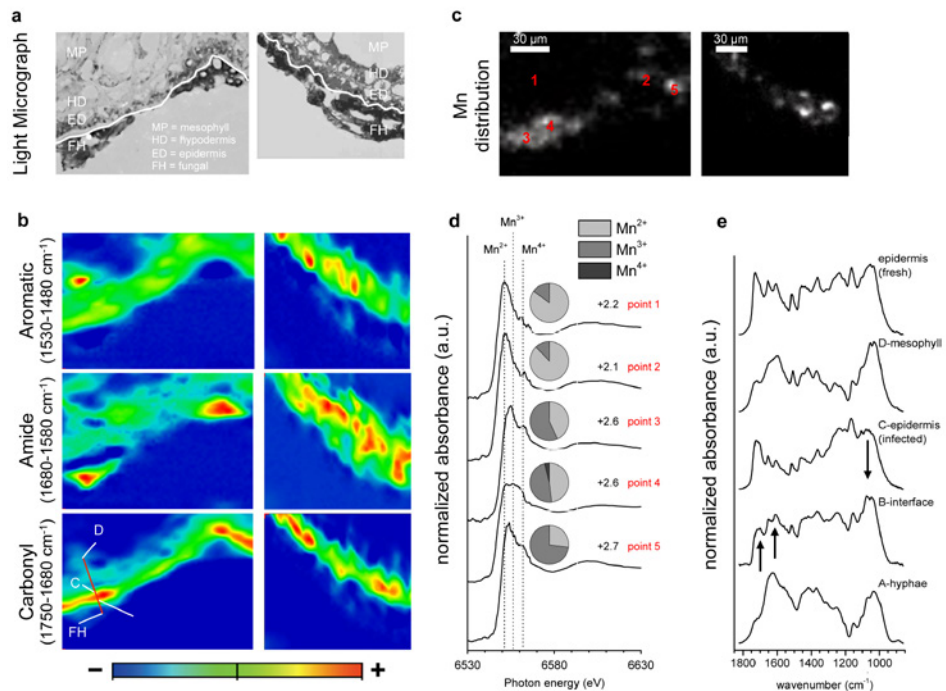 a
Light Micrograph
MP
HD
ED
FH
MP = mesophyll
HD = hypodermis
ED = epidermis
FH = fungal
MP
HD
ED
FH
b
Aromatic
(1530-1480 cm-1)
Amide
(1680-1580 cm-1)
Carbonyl
(1750-1680 cm-1)
D
C
FH
− +
c
Mn
distribution
30 µm
1
2
5
4
3
30 µm
d
Mn3+
Mn2+
Mn4+
Mn2+
Mn3+
Mn4+
normalized absorbance (a.u.)
+2.2 point 1
+2.1 point 2
+2.6 point 3
+2.6 point 4
+2.7 point 5
6530 6580 6630
Photon energy (eV)
e
normalized absorbance (a.u.)
epidermis
(fresh)
D-mesophyll
C-epidermis
(infected)
B-interface
A-hyphae
1800 1600 1400 1200 1000
wavenumber (cm-1)